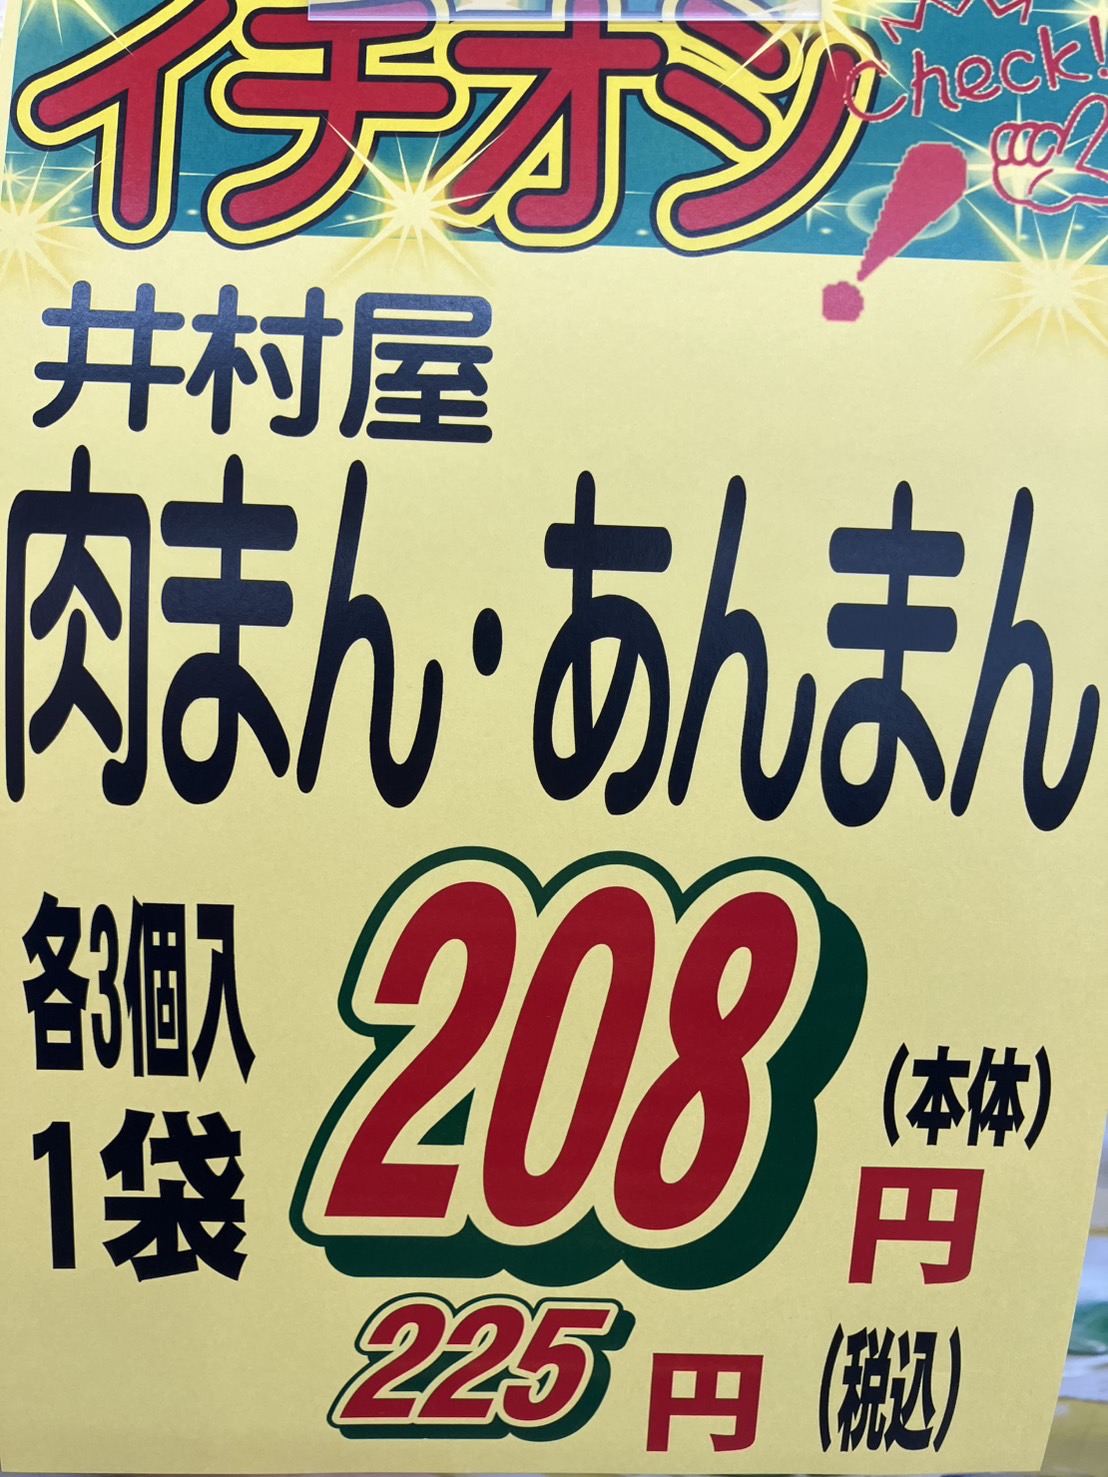 イチオシ
Check!
!
井村屋
肉まん・あんまん
各3個入
1袋
208
(本体)
円
225円(税込)